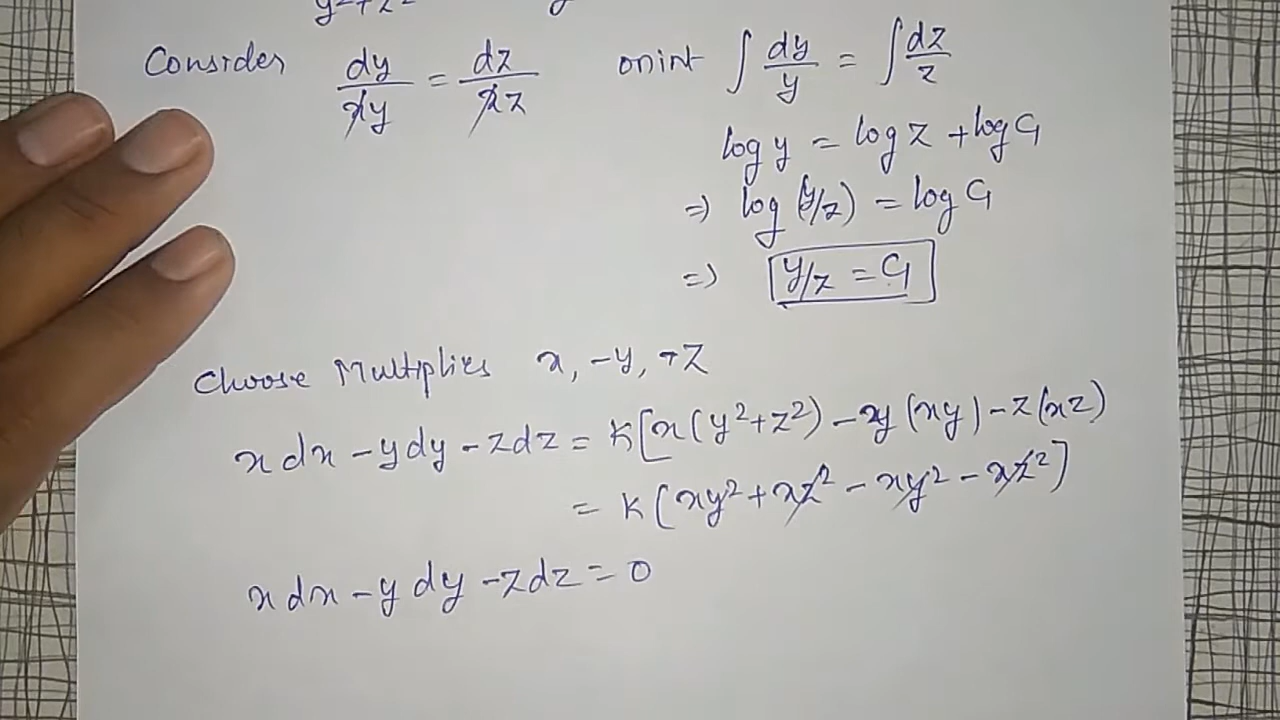 Consider dy/xy = dz/xz on int ∫ dy/y = ∫ dz/z
log y = log z + log C1
=) log (y/z) = log C1
=) y/z = C1
Choose Multiplies x, -y, -z
x dx - y dy - z dz = K[x(y²+z²) - y(xy) - z(xz)
= K[xy² + xz² - xy² - xz²]
x dx - y dy - z dz = 0